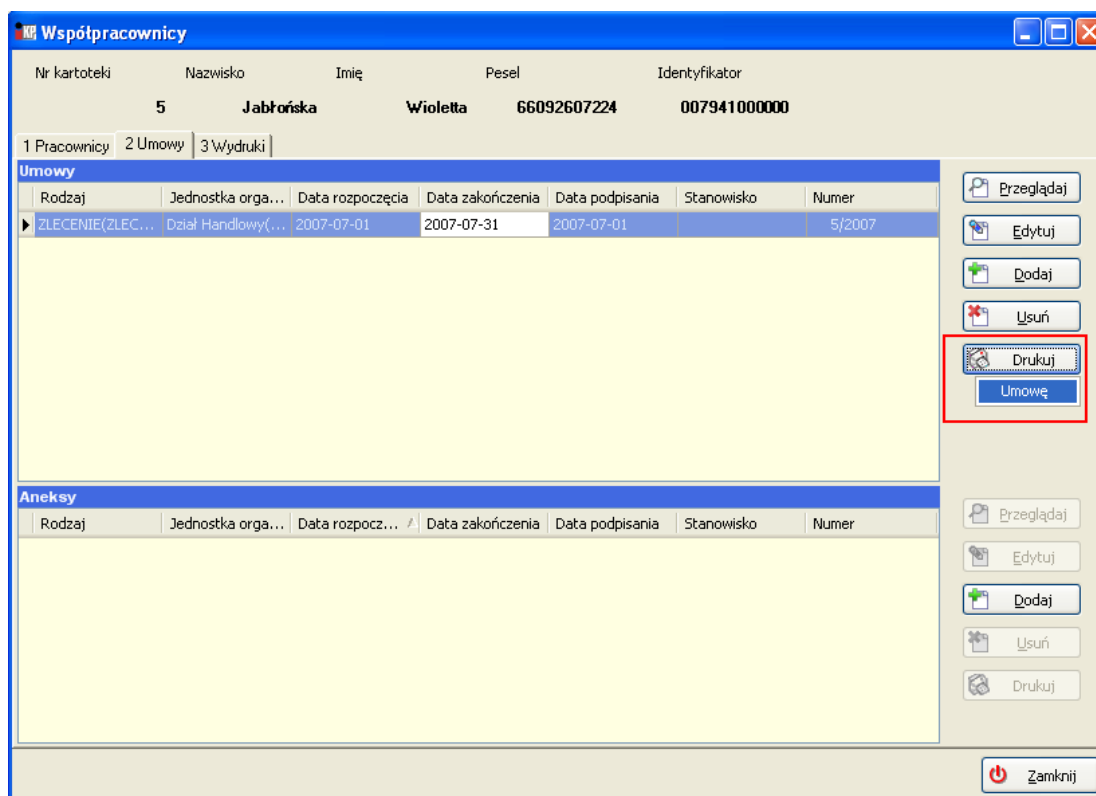 KP Współpracownicy
Nr kartoteki Nazwisko Imię Pesel Identyfikator
5 Jabłońska Wioletta 66092607224 007941000000
1 Pracownicy 2 Umowy 3 Wydruki
Umowy
Rodzaj Jednostka orga... Data rozpoczęcia Data zakończenia Data podpisania Stanowisko Numer
ZLECENIE(ZLEC... Dział Handlowy(... 2007-07-01 2007-07-31 2007-07-01 5/2007
Przeglądaj
Edytuj
Dodaj
Usuń
Drukuj
Umowę
Aneksy
Rodzaj Jednostka orga... Data rozpocz... Data zakończenia Data podpisania Stanowisko Numer
Przeglądaj
Edytuj
Dodaj
Usuń
Drukuj
Zamknij